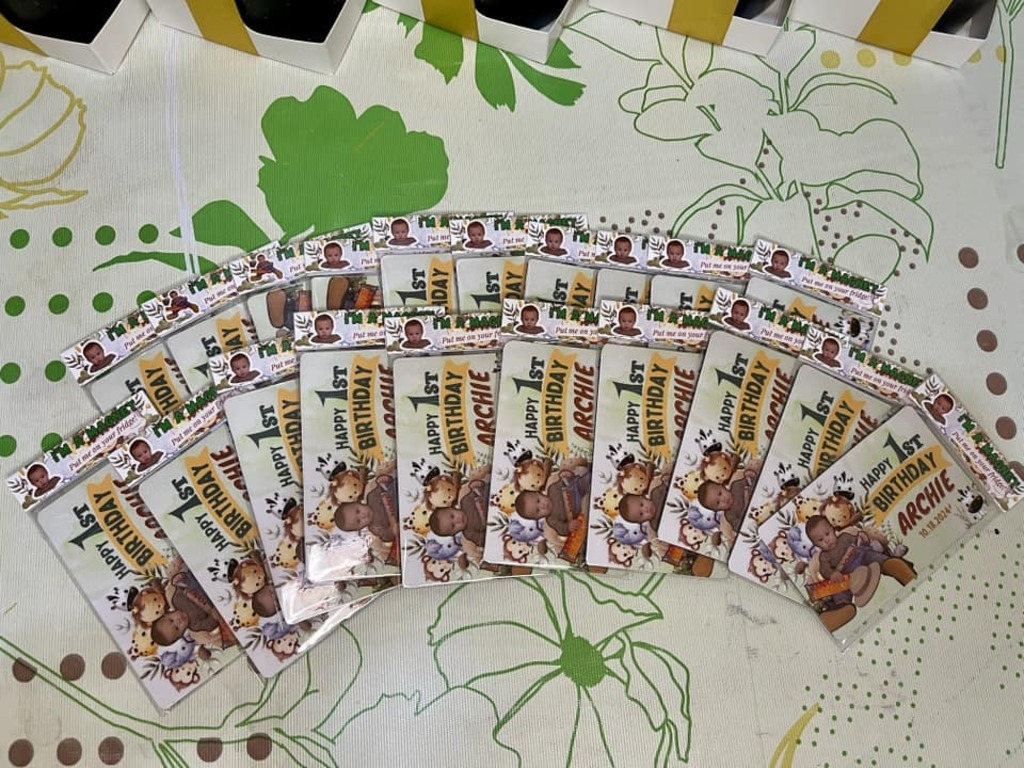 I'M A MAGNET
Put me on your fridge!
HAPPY 1ST
BIRTHDAY
ARCHIE
10.18.2024